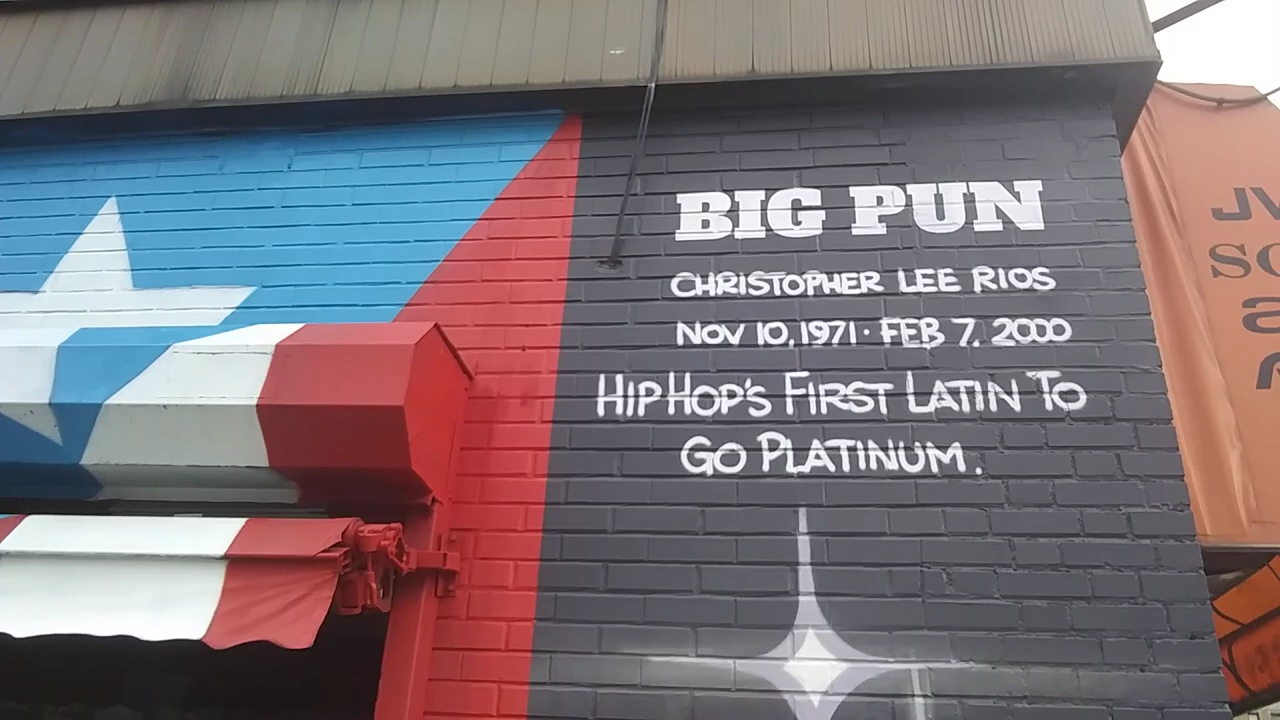 BIG PUN
CHRISTOPHER LEE RIOS
NOV 10, 1971 · FEB 7, 2000
HIP HOP'S FIRST LATIN TO
GO PLATINUM.